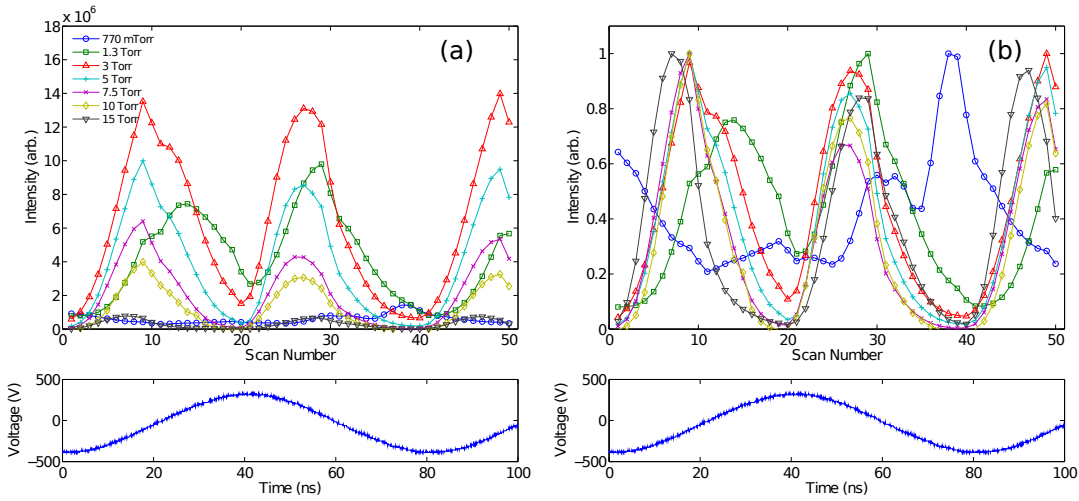 18 × 10^6
16
14
12
10
8
6
4
2
0
Intensity (arb.)
770 mTorr
1.3 Torr
3 Torr
5 Torr
7.5 Torr
10 Torr
15 Torr
(a)
0 10 20 30 40 50
Scan Number
500
0
−500
Voltage (V)
0 20 40 60 80 100
Time (ns)
1
0.8
0.6
0.4
0.2
0
Intensity (arb.)
(b)
0 10 20 30 40 50
Scan Number
500
0
−500
Voltage (V)
0 20 40 60 80 100
Time (ns)